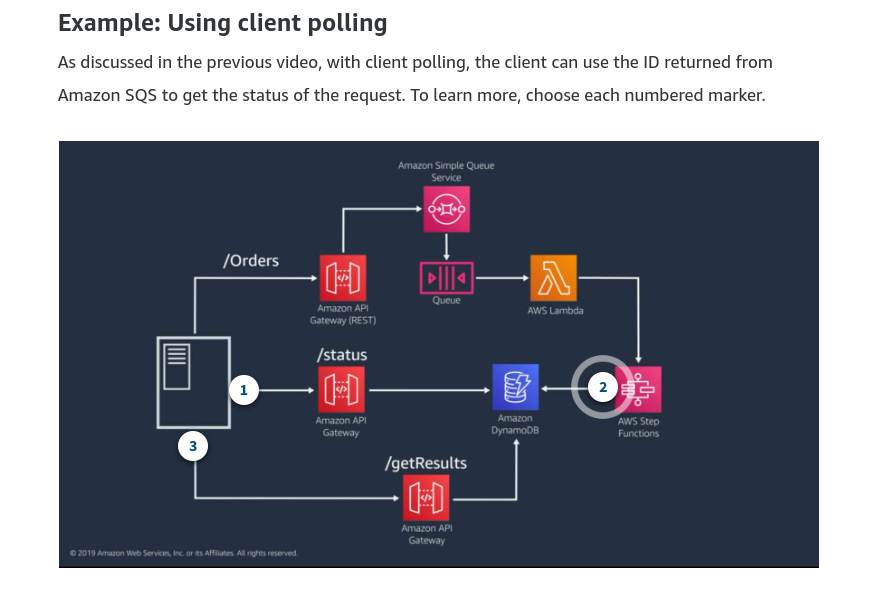 Example: Using client polling
As discussed in the previous video, with client polling, the client can use the ID returned from
Amazon SQS to get the status of the request. To learn more, choose each numbered marker.
Amazon Simple Queue
Service
/Orders
Amazon API
Gateway (REST)
Queue
AWS Lambda
/status
1
2
Amazon API
Gateway
Amazon
DynamoDB
AWS Step
Functions
3
/getResults
Amazon API
Gateway
© 2019 Amazon Web Services, Inc. or its Affiliates. All rights reserved.